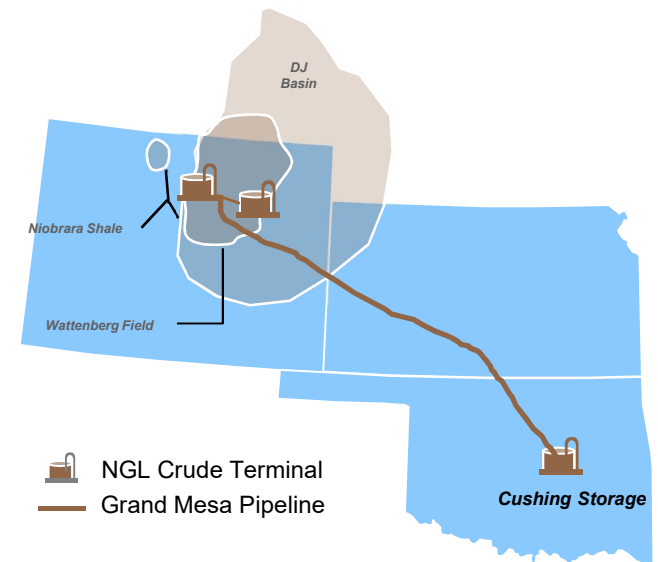 DJ
Basin
Niobrara Shale
Wattenberg Field
NGL Crude Terminal
Grand Mesa Pipeline
Cushing Storage